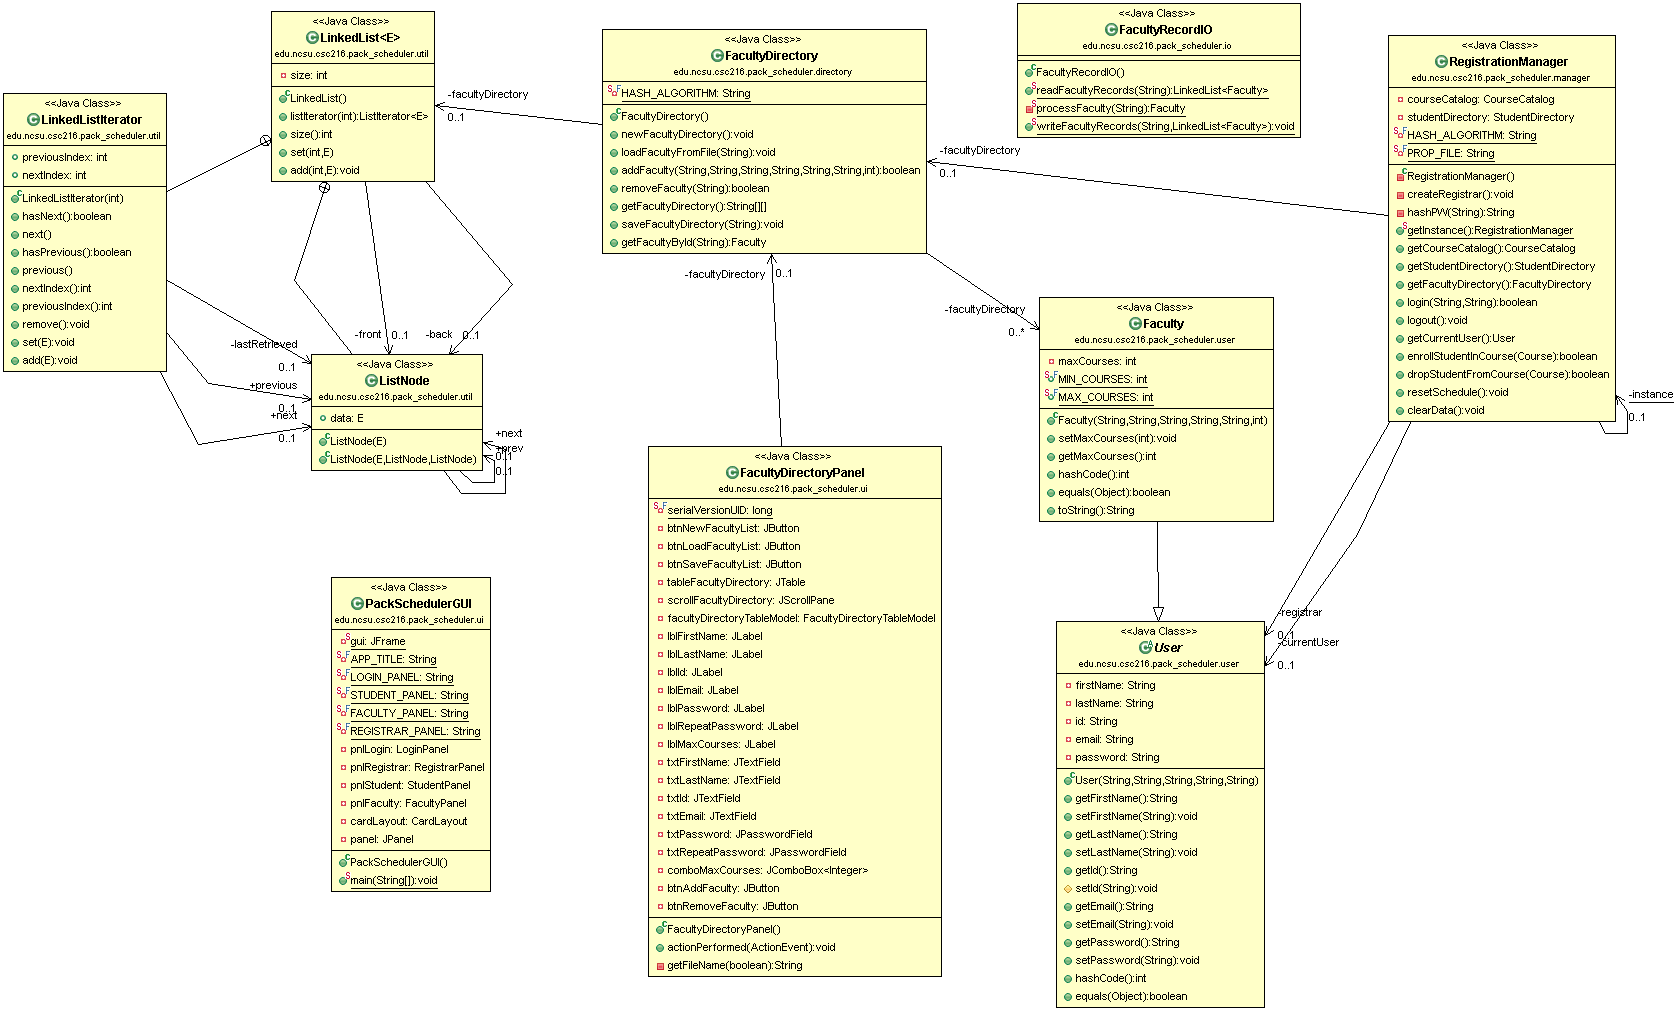 <<Java Class>>
LinkedList<E>
edu.ncsu.csc216.pack_scheduler.util
size: int
LinkedList()
listIterator(int):ListIterator<E>
size():int
set(int,E)
add(int,E):void
<<Java Class>>
LinkedListIterator
edu.ncsu.csc216.pack_scheduler.util
previousIndex: int
nextIndex: int
LinkedListIterator(int)
hasNext():boolean
next()
hasPrevious():boolean
previous()
nextIndex():int
previousIndex():int
remove():void
set(E):void
add(E):void
-lastRetrieved
0..1
+previous
0..1
+next
0..1
-front
0..1
-back
0..1
<<Java Class>>
ListNode
edu.ncsu.csc216.pack_scheduler.util
data: E
ListNode(E)
ListNode(E,ListNode,ListNode)
+next
+prev
0..1
0..1
-facultyDirectory
0..1
<<Java Class>>
FacultyDirectory
edu.ncsu.csc216.pack_scheduler.directory
HASH_ALGORITHM: String
FacultyDirectory()
newFacultyDirectory():void
loadFacultyFromFile(String):void
addFaculty(String,String,String,String,String,String,int):boolean
removeFaculty(String):boolean
getFacultyDirectory():String[][]
saveFacultyDirectory(String):void
getFacultyById(String):Faculty
-facultyDirectory
0..1
<<Java Class>>
FacultyRecordIO
edu.ncsu.csc216.pack_scheduler.io
FacultyRecordIO()
readFacultyRecords(String):LinkedList<Faculty>
processFaculty(String):Faculty
writeFacultyRecords(String,LinkedList<Faculty>):void
-facultyDirectory
0..1
<<Java Class>>
RegistrationManager
edu.ncsu.csc216.pack_scheduler.manager
courseCatalog: CourseCatalog
studentDirectory: StudentDirectory
HASH_ALGORITHM: String
PROP_FILE: String
RegistrationManager()
createRegistrar():void
hashPW(String):String
getInstance():RegistrationManager
getCourseCatalog():CourseCatalog
getStudentDirectory():StudentDirectory
getFacultyDirectory():FacultyDirectory
login(String,String):boolean
logout():void
getCurrentUser():User
enrollStudentInCourse(Course):boolean
dropStudentFromCourse(Course):boolean
resetSchedule():void
clearData():void
-instance
0..1
-facultyDirectory
0..*
<<Java Class>>
Faculty
edu.ncsu.csc216.pack_scheduler.user
maxCourses: int
MIN_COURSES: int
MAX_COURSES: int
Faculty(String,String,String,String,String,int)
setMaxCourses(int):void
getMaxCourses():int
hashCode():int
equals(Object):boolean
toString():String
<<Java Class>>
FacultyDirectoryPanel
edu.ncsu.csc216.pack_scheduler.ui
serialVersionUID: long
btnNewFacultyList: JButton
btnLoadFacultyList: JButton
btnSaveFacultyList: JButton
tableFacultyDirectory: JTable
scrollFacultyDirectory: JScrollPane
facultyDirectoryTableModel: FacultyDirectoryTableModel
lblFirstName: JLabel
lblLastName: JLabel
lblId: JLabel
lblEmail: JLabel
lblPassword: JLabel
lblRepeatPassword: JLabel
lblMaxCourses: JLabel
txtFirstName: JTextField
txtLastName: JTextField
txtId: JTextField
txtEmail: JTextField
txtPassword: JPasswordField
txtRepeatPassword: JPasswordField
comboMaxCourses: JComboBox<Integer>
btnAddFaculty: JButton
btnRemoveFaculty: JButton
FacultyDirectoryPanel()
actionPerformed(ActionEvent):void
getFileName(boolean):String
<<Java Class>>
PackSchedulerGUI
edu.ncsu.csc216.pack_scheduler.ui
gui: JFrame
APP_TITLE: String
LOGIN_PANEL: String
STUDENT_PANEL: String
FACULTY_PANEL: String
REGISTRAR_PANEL: String
pnlLogin: LoginPanel
pnlRegistrar: RegistrarPanel
pnlStudent: StudentPanel
pnlFaculty: FacultyPanel
cardLayout: CardLayout
panel: JPanel
PackSchedulerGUI()
main(String[]):void
-registrar
0..1
-currentUser
0..1
<<Java Class>>
User
edu.ncsu.csc216.pack_scheduler.user
firstName: String
lastName: String
id: String
email: String
password: String
User(String,String,String,String,String)
getFirstName():String
setFirstName(String):void
getLastName():String
setLastName(String):void
getId():String
setId(String):void
getEmail():String
setEmail(String):void
getPassword():String
setPassword(String):void
hashCode():int
equals(Object):boolean